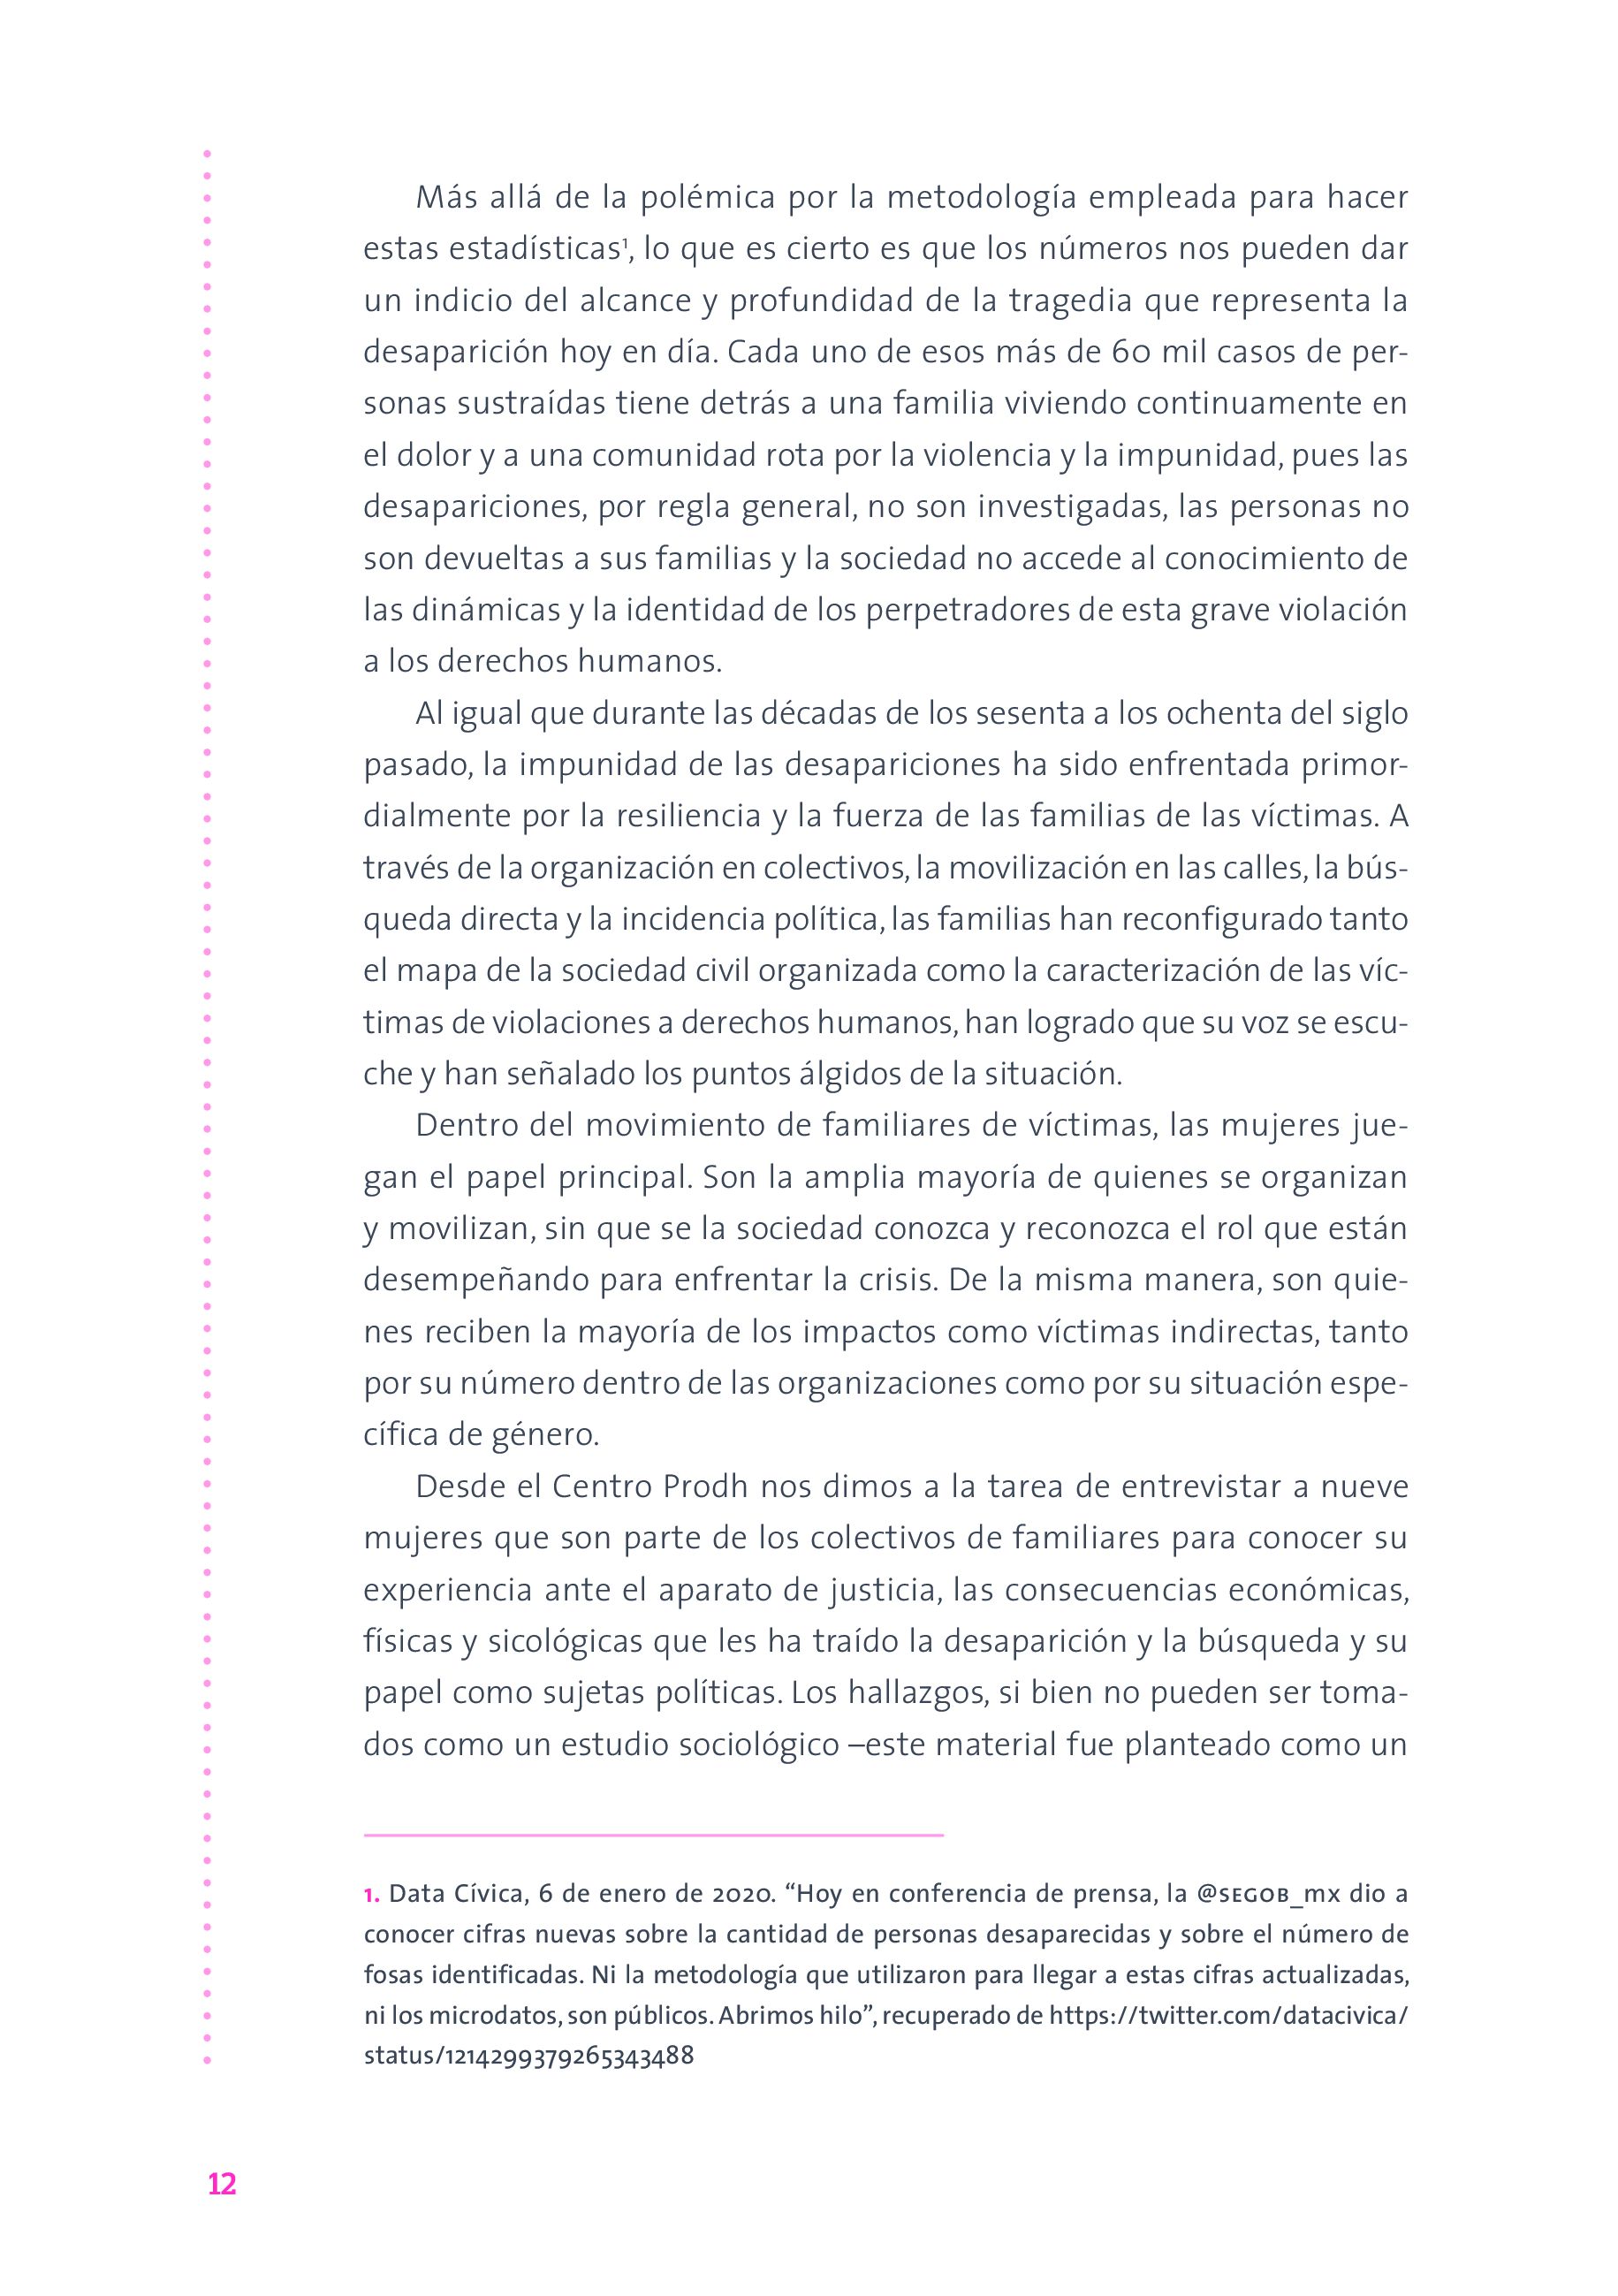 Más allá de la polémica por la metodología empleada para hacer
estas estadísticas¹, lo que es cierto es que los números nos pueden dar
un indicio del alcance y profundidad de la tragedia que representa la
desaparición hoy en día. Cada uno de esos más de 60 mil casos de per-
sonas sustraídas tiene detrás a una familia viviendo continuamente en
el dolor y a una comunidad rota por la violencia y la impunidad, pues las
desapariciones, por regla general, no son investigadas, las personas no
son devueltas a sus familias y la sociedad no accede al conocimiento de
las dinámicas y la identidad de los perpetradores de esta grave violación
a los derechos humanos.
Al igual que durante las décadas de los sesenta a los ochenta del siglo
pasado, la impunidad de las desapariciones ha sido enfrentada primor-
dialmente por la resiliencia y la fuerza de las familias de las víctimas. A
través de la organización en colectivos, la movilización en las calles, la bús-
queda directa y la incidencia política, las familias han reconfigurado tanto
el mapa de la sociedad civil organizada como la caracterización de las víc-
timas de violaciones a derechos humanos, han logrado que su voz se escu-
che y han señalado los puntos álgidos de la situación.
Dentro del movimiento de familiares de víctimas, las mujeres jue-
gan el papel principal. Son la amplia mayoría de quienes se organizan
y movilizan, sin que se la sociedad conozca y reconozca el rol que están
desempeñando para enfrentar la crisis. De la misma manera, son quie-
nes reciben la mayoría de los impactos como víctimas indirectas, tanto
por su número dentro de las organizaciones como por su situación espe-
cífica de género.
Desde el Centro Prodh nos dimos a la tarea de entrevistar a nueve
mujeres que son parte de los colectivos de familiares para conocer su
experiencia ante el aparato de justicia, las consecuencias económicas,
físicas y sicológicas que les ha traído la desaparición y la búsqueda y su
papel como sujetas políticas. Los hallazgos, si bien no pueden ser toma-
dos como un estudio sociológico –este material fue planteado como un
1. Data Cívica, 6 de enero de 2020. “Hoy en conferencia de prensa, la @SEGOB_mx dio a
conocer cifras nuevas sobre la cantidad de personas desaparecidas y sobre el número de
fosas identificadas. Ni la metodología que utilizaron para llegar a estas cifras actualizadas,
ni los microdatos, son públicos. Abrimos hilo”, recuperado de https://twitter.com/datacivica/
status/1214299379265343488
12